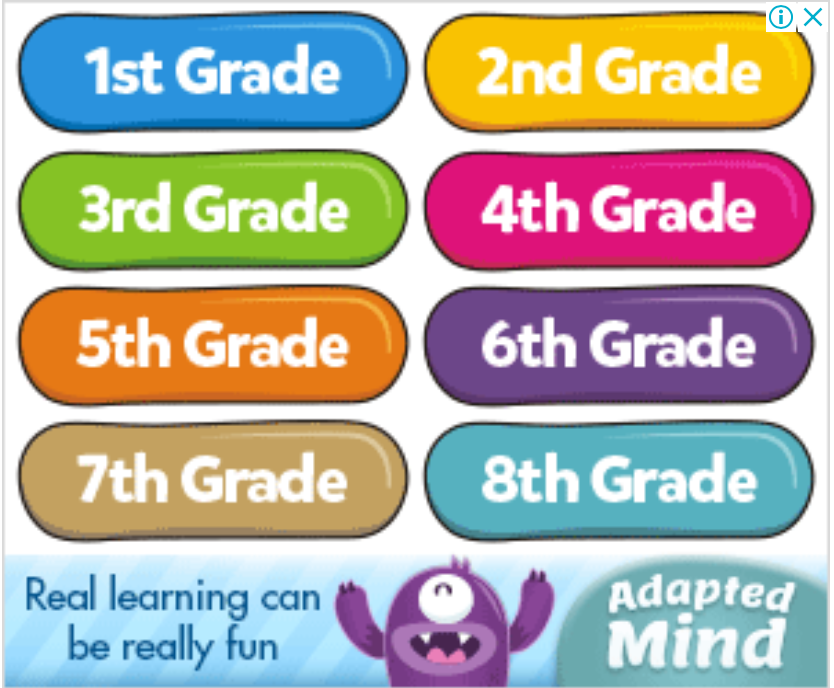 1st Grade
2nd Grade
3rd Grade
4th Grade
5th Grade
6th Grade
7th Grade
8th Grade
Real learning can
be really fun
Adapted
Mind